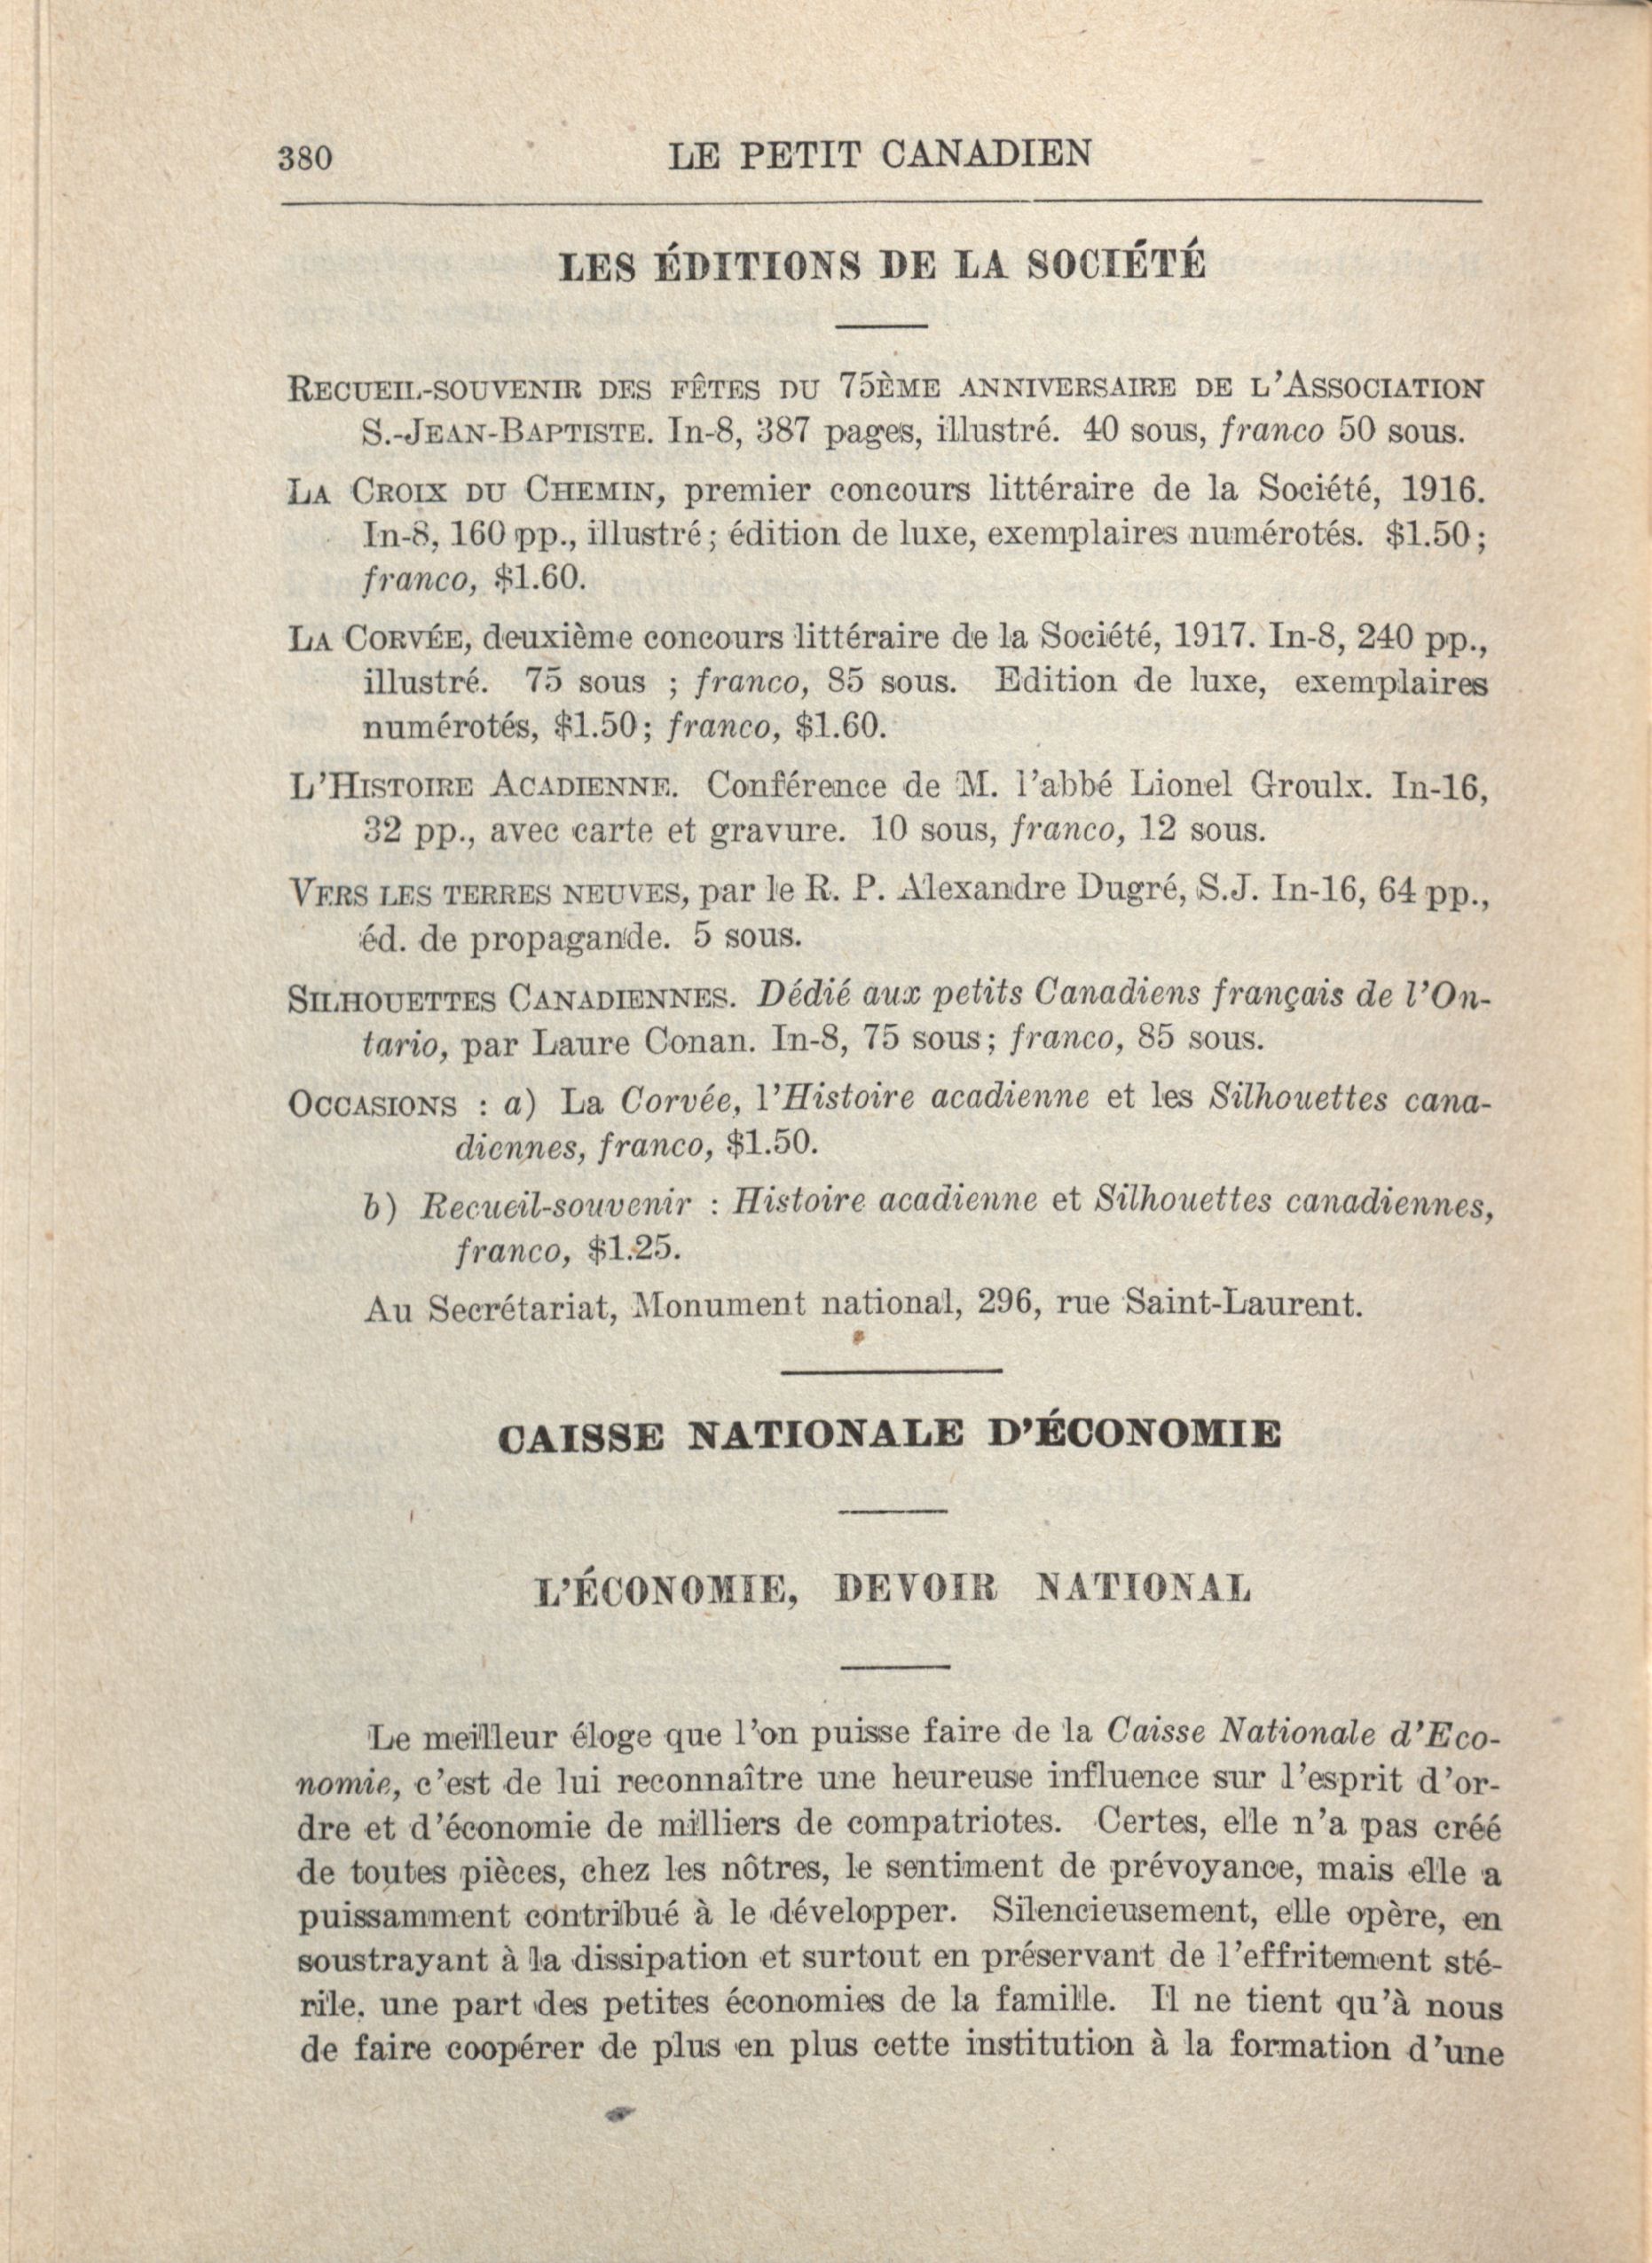 380
LE PETIT CANADIEN
LES ÉDITIONS DE LA SOCIÉTÉ
RECUEIL-SOUVENIR DES FÊTES DU 75ÈME ANNIVERSAIRE DE L'ASSOCIATION
S.-JEAN-BAPTISTE. In-8, 387 pages, illustré. 40 sous, franco 50 sous.
LA CROIX DU CHEMIN, premier concours littéraire de la Société, 1916.
In-8, 160 pp., illustré; édition de luxe, exemplaires numérotés. $1.50;
franco, $1.60.
LA CORVÉE, deuxième concours littéraire de la Société, 1917. In-8, 240 pp.,
illustré. 75 sous ; franco, 85 sous. Edition de luxe, exemplaires
numérotés, $1.50; franco, $1.60.
L'HISTOIRE ACADIENNE. Conférence de M. l'abbé Lionel Groulx. In-16,
32 pp., avec carte et gravure. 10 sous, franco, 12 sous.
VERS LES TERRES NEUVES, par le R. P. Alexandre Dugré, S.J. In-16, 64 pp.,
éd. de propagande. 5 sous.
SILHOUETTES CANADIENNES. Dédié aux petits Canadiens français de l'On-
tario, par Laure Conan. In-8, 75 sous; franco, 85 sous.
OCCASIONS : a) La Corvée, l'Histoire acadienne et les Silhouettes cana-
diennes, franco, $1.50.
b) Recueil-souvenir : Histoire acadienne et Silhouettes canadiennes,
franco, $1.25.
Au Secrétariat, Monument national, 296, rue Saint-Laurent.
CAISSE NATIONALE D'ÉCONOMIE
L'ÉCONOMIE, DEVOIR NATIONAL
Le meilleur éloge que l'on puisse faire de la Caisse Nationale d'Eco-
nomie, c'est de lui reconnaître une heureuse influence sur l'esprit d'or-
dre et d'économie de milliers de compatriotes. Certes, elle n'a pas créé
de toutes pièces, chez les nôtres, le sentiment de prévoyance, mais elle a
puissamment contribué à le développer. Silencieusement, elle opère, en
soustrayant à la dissipation et surtout en préservant de l'effritement sté-
rile, une part des petites économies de la famille. Il ne tient qu'à nous
de faire coopérer de plus en plus cette institution à la formation d'une